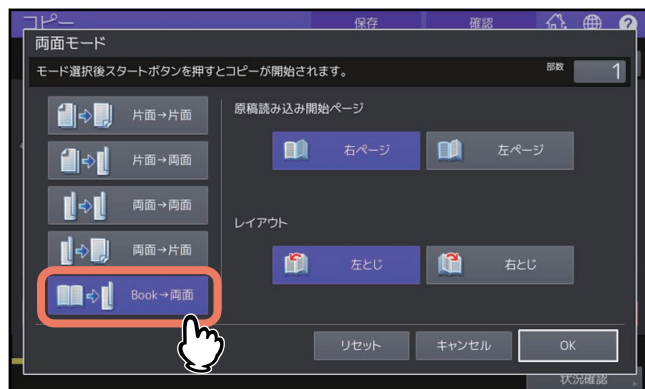 コピー
保存
確認
両面モード
モード選択後スタートボタンを押すとコピーが開始されます。
部数
1
片面→片面
片面→両面
両面→両面
両面→片面
Book→両面
原稿読み込み開始ページ
右ページ
左ページ
レイアウト
左とじ
右とじ
リセット
キャンセル
OK
状況確認